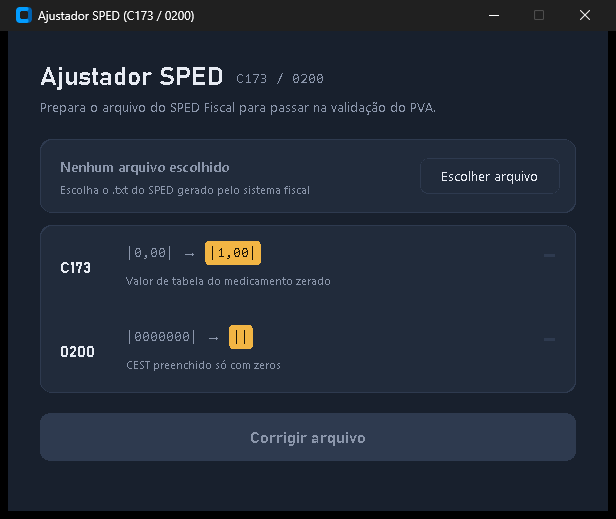 Ajustador SPED (C173 / 0200)
Ajustador SPED C173 / 0200
Prepara o arquivo do SPED Fiscal para passar na validação do PVA.
Nenhum arquivo escolhido
Escolha o .txt do SPED gerado pelo sistema fiscal
Escolher arquivo
C173
|0,00| → |1,00|
Valor de tabela do medicamento zerado
0200
|0000000| → ||
CEST preenchido só com zeros
Corrigir arquivo